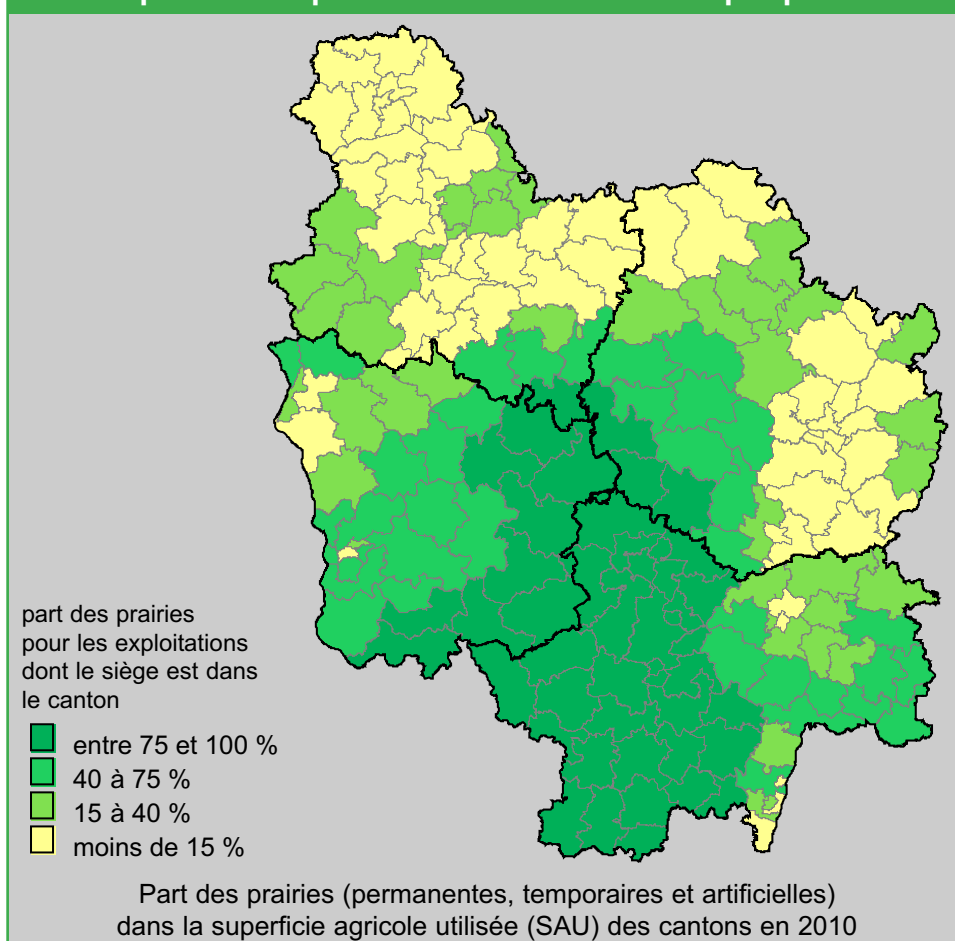 part des prairies
pour les exploitations
dont le siège est dans
le canton
entre 75 et 100 %
40 à 75 %
15 à 40 %
moins de 15 %
Part des prairies (permanentes, temporaires et artificielles)
dans la superficie agricole utilisée (SAU) des cantons en 2010